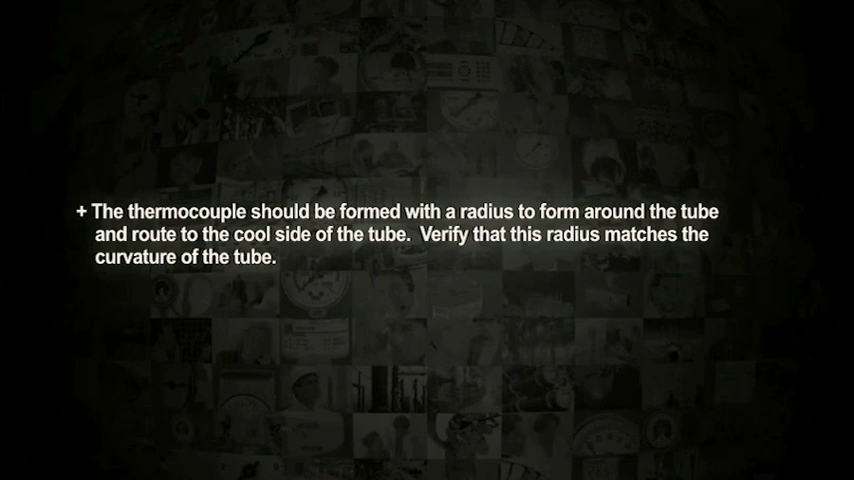 + The thermocouple should be formed with a radius to form around the tube
and route to the cool side of the tube.  Verify that this radius matches the
curvature of the tube.